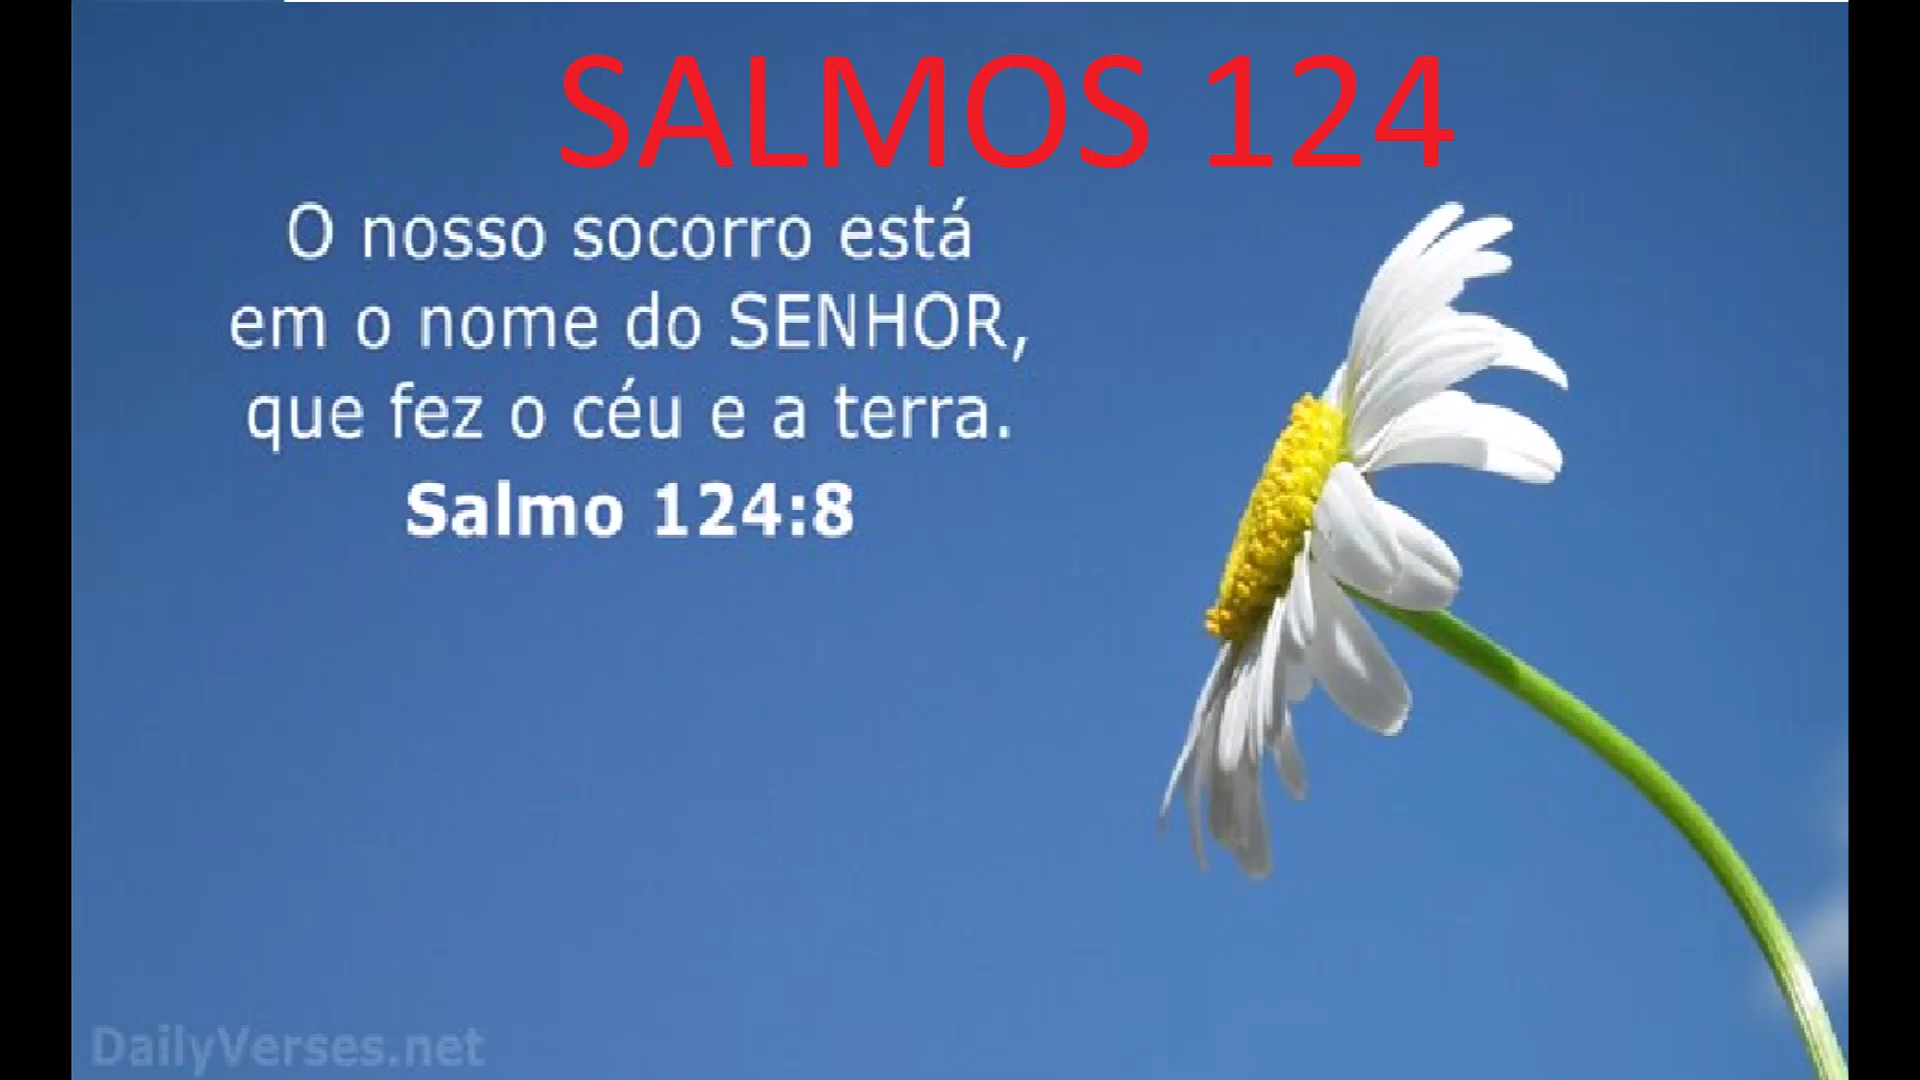 SALMOS 124
O nosso socorro está
em o nome do SENHOR,
que fez o céu e a terra.
Salmo 124:8
DailyVerses.net